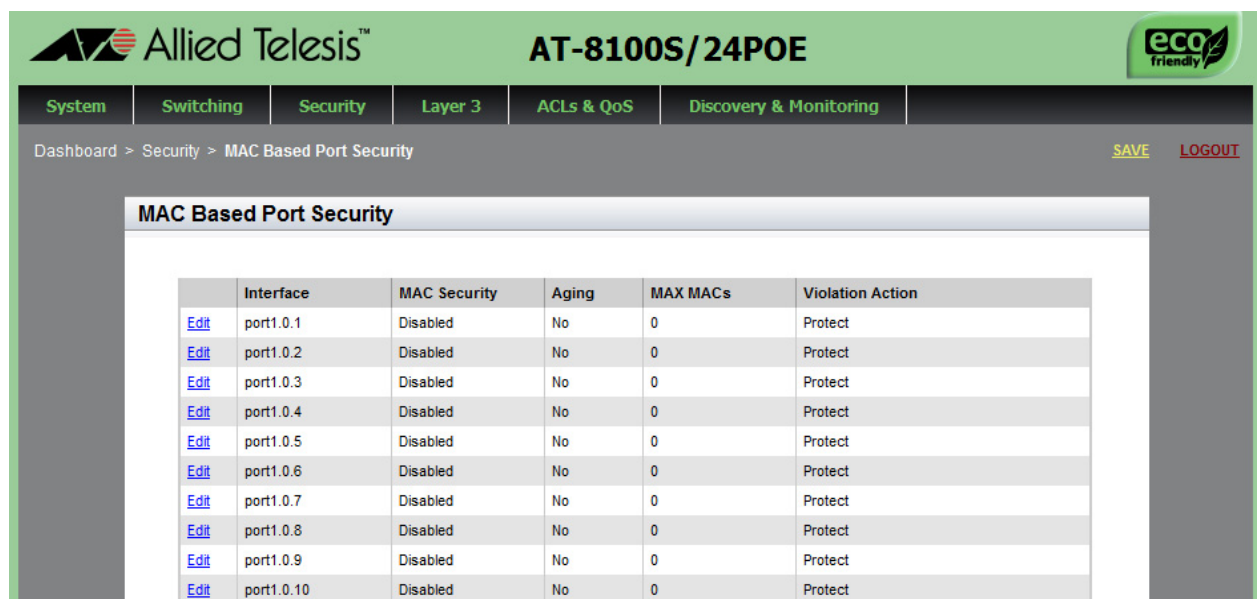 Allied Telesis™
AT-8100S/24POE
eco
friendly
System Switching Security Layer 3 ACLs & QoS Discovery & Monitoring
Dashboard > Security > MAC Based Port Security
SAVE LOGOUT
MAC Based Port Security
Interface MAC Security Aging MAX MACs Violation Action
Edit port1.0.1 Disabled No 0 Protect
Edit port1.0.2 Disabled No 0 Protect
Edit port1.0.3 Disabled No 0 Protect
Edit port1.0.4 Disabled No 0 Protect
Edit port1.0.5 Disabled No 0 Protect
Edit port1.0.6 Disabled No 0 Protect
Edit port1.0.7 Disabled No 0 Protect
Edit port1.0.8 Disabled No 0 Protect
Edit port1.0.9 Disabled No 0 Protect
Edit port1.0.10 Disabled No 0 Protect